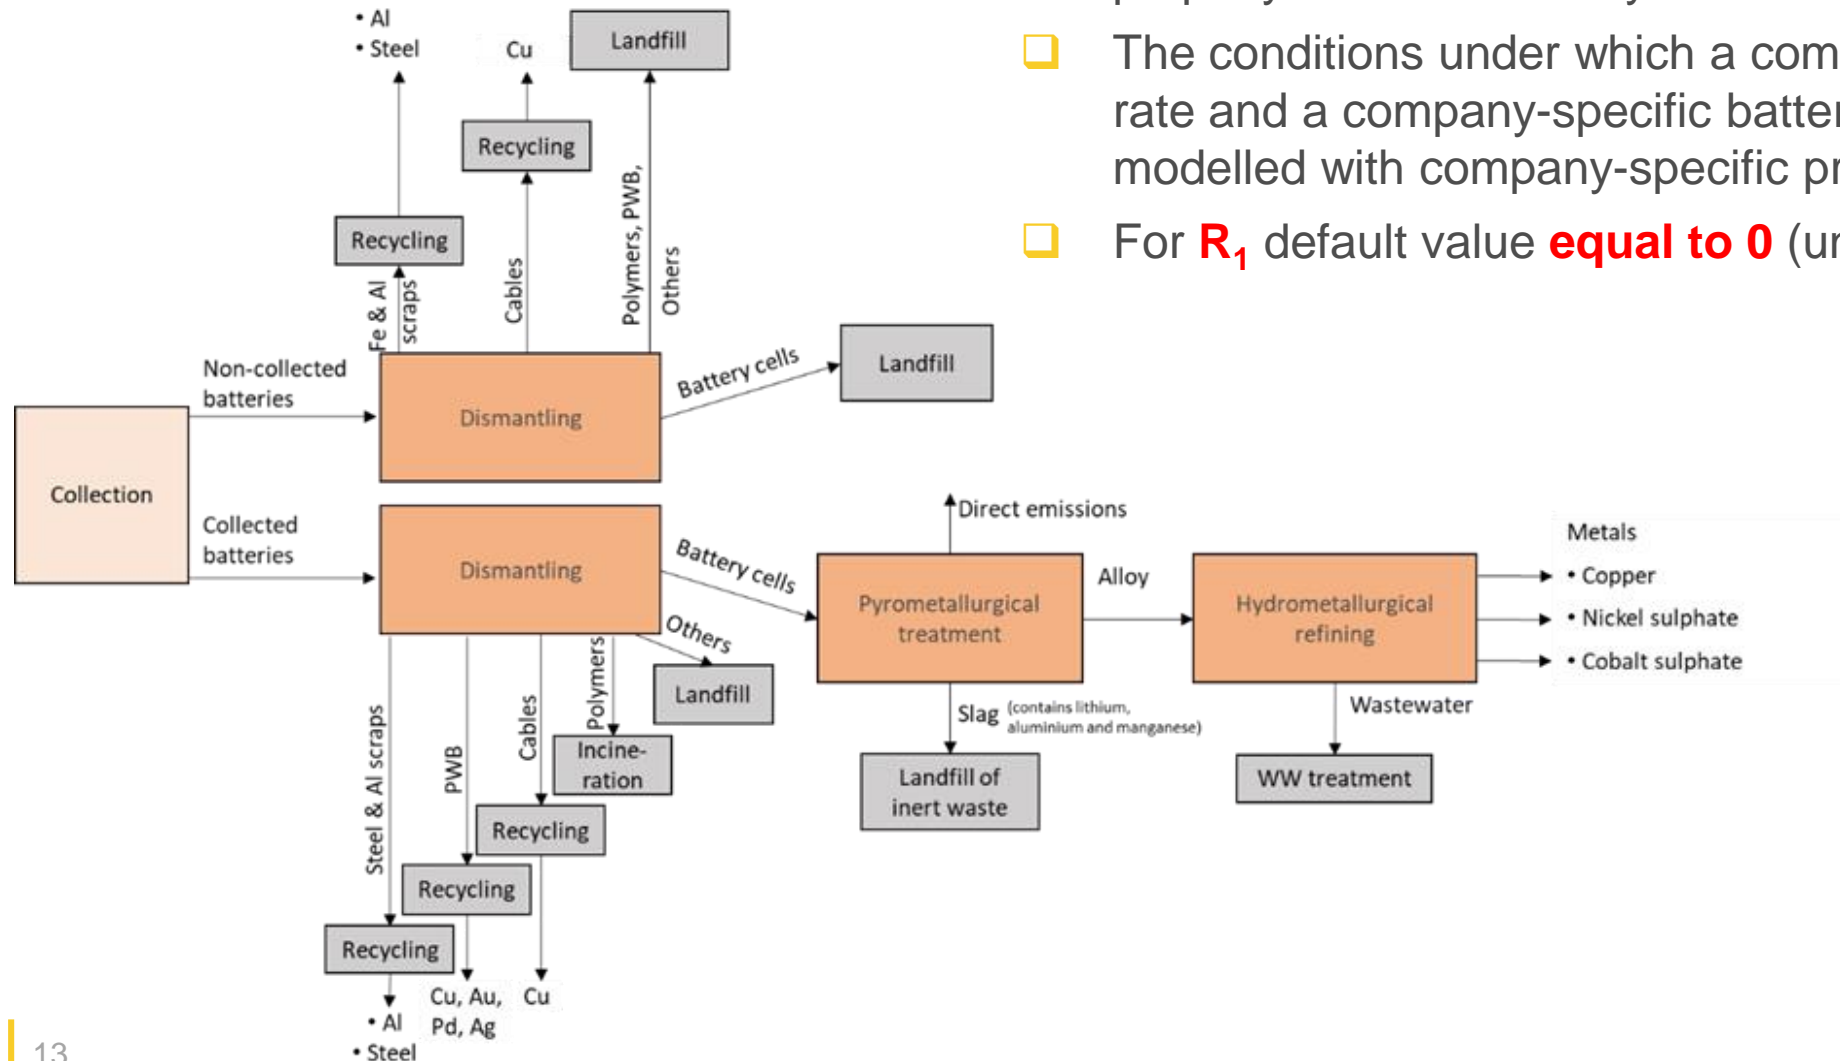 • Al
• Steel
Cu
Landfill
Recycling
Recycling
Fe & Al
scraps
Cables
Polymers, PWB,
Others
The conditions under which a com
rate and a company-specific batter
modelled with company-specific pr
For R1 default value equal to 0 (un
Non-collected
batteries
Dismantling
Battery cells
Landfill
Collection
Collected
batteries
Dismantling
Battery cells
Others
Landfill
Direct emissions
Pyrometallurgical
treatment
Alloy
Hydrometallurgical
refining
Metals
• Copper
• Nickel sulphate
• Cobalt sulphate
Slag (contains lithium,
aluminium and manganese)
Landfill of
inert waste
Wastewater
WW treatment
Steel & Al scraps
PWB
Cables
Polymers
Incine-
ration
Recycling
Recycling
Recycling
• Al
• Steel
Cu, Au,
Pd, Ag
Cu
13